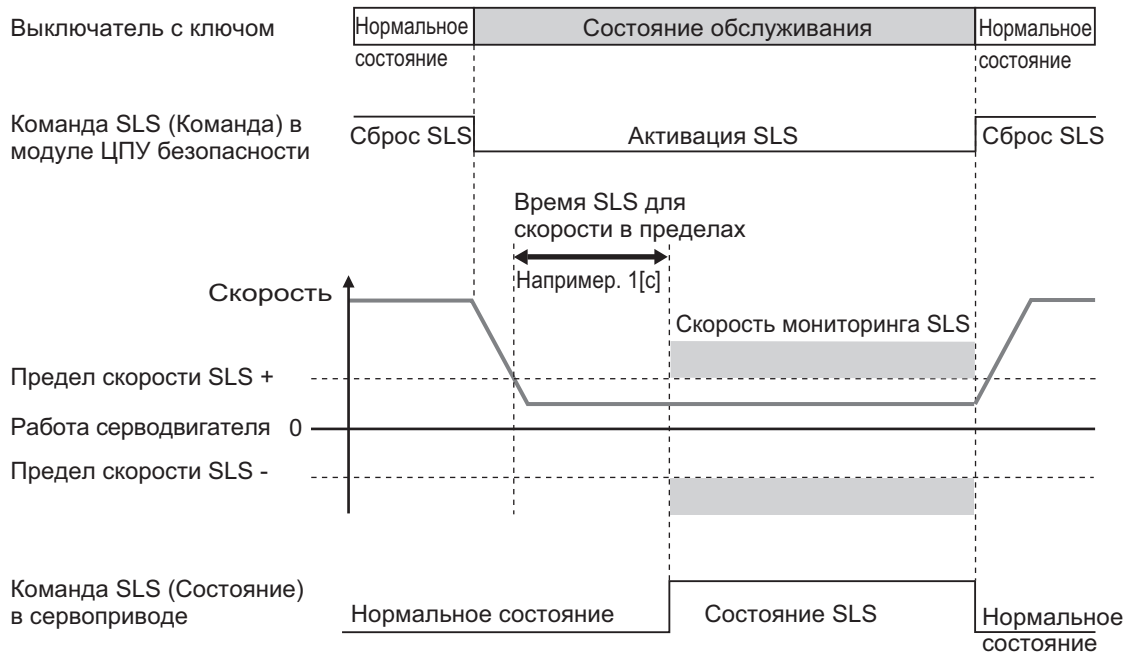 Выключатель с ключом
Нормальное
состояние
Состояние обслуживания
Нормальное
состояние
Команда SLS (Команда) в
модуле ЦПУ безопасности
Сброс SLS
Активация SLS
Сброс SLS
Время SLS для
скорости в пределах
Например. 1[с]
Скорость
Скорость мониторинга SLS
Предел скорости SLS +
Работа серводвигателя 0
Предел скорости SLS -
Команда SLS (Состояние)
в сервоприводе
Нормальное состояние
Состояние SLS
Нормальное
состояние